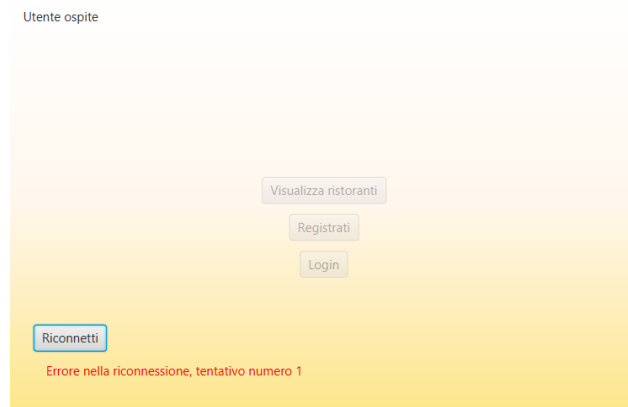 Utente ospite
Visualizza ristoranti
Registrati
Login
Riconnetti
Errore nella riconnessione, tentativo numero 1